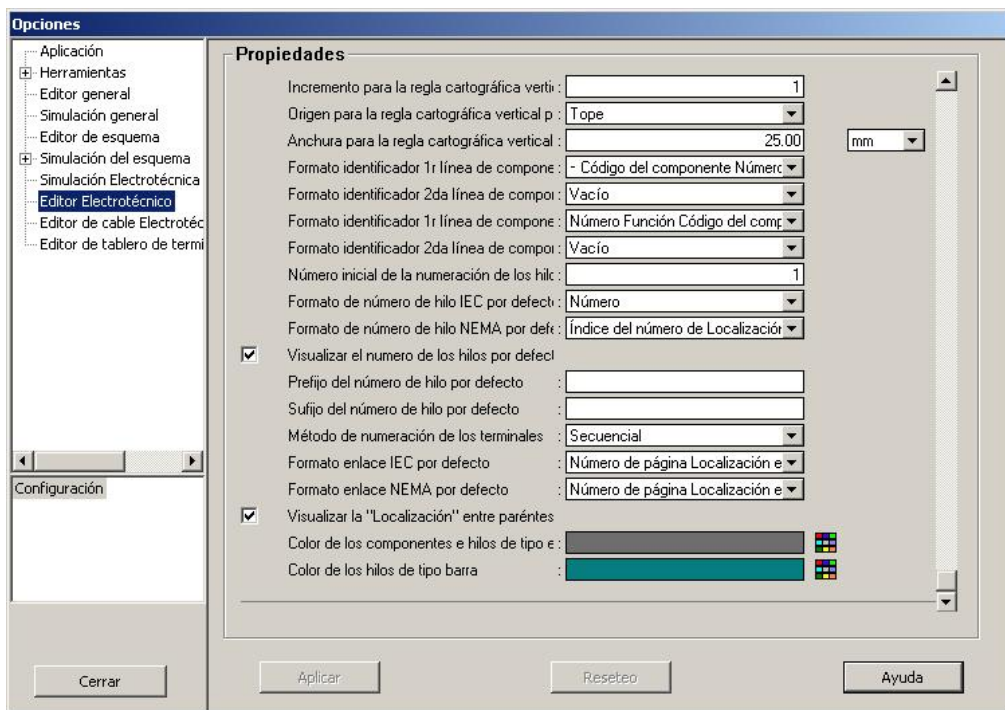 Opciones
Aplicación
Herramientas
Editor general
Simulación general
Editor de esquema
Simulación del esquema
Simulación Electrotécnica
Editor Electrotécnico
Editor de cable Electrotéc
Editor de tablero de termi
Configuración
Cerrar
Propiedades
Incremento para la regla cartográfica verti : 1
Origen para la regla cartográfica vertical p : Tope
Anchura para la regla cartográfica vertical : 25.00 mm
Formato identificador 1r línea de compone : - Código del componente Númerc
Formato identificador 2da línea de compor : Vacío
Formato identificador 1r línea de compone : Número Función Código del comp
Formato identificador 2da línea de compor : Vacío
Número inicial de la numeración de los hilc : 1
Formato de número de hilo IEC por defecto : Número
Formato de número de hilo NEMA por defe : Índice del número de Localización
Visualizar el numero de los hilos por defect
Prefijo del número de hilo por defecto :
Sufijo del número de hilo por defecto :
Método de numeración de los terminales : Secuencial
Formato enlace IEC por defecto : Número de página Localización e
Formato enlace NEMA por defecto : Número de página Localización e
Visualizar la "Localización" entre paréntes
Color de los componentes e hilos de tipo e :
Color de los hilos de tipo barra :
Aplicar Reseteo Ayuda